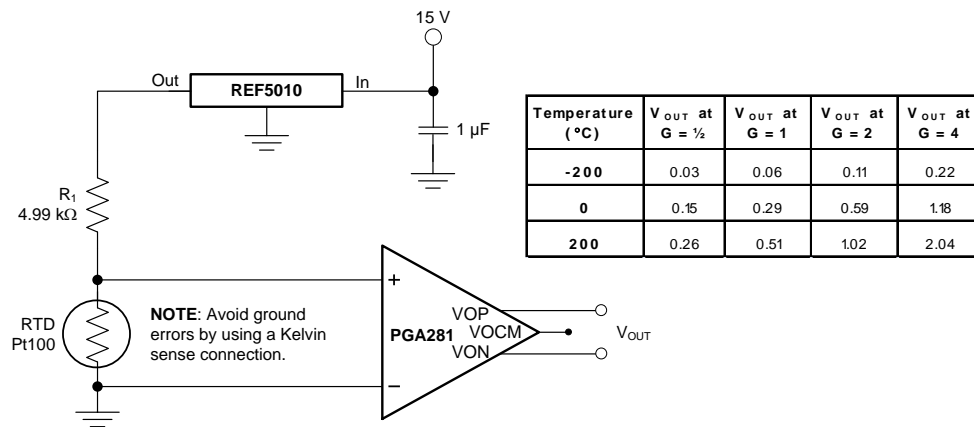 15 V
Out
REF5010
In
1 µF
R1
4.99 kΩ
RTD
Pt100
NOTE: Avoid ground
errors by using a Kelvin
sense connection.
+
−
PGA281
VOP
VOCM
VON
VOUT
Temperature (°C) VOUT at G = ½ VOUT at G = 1 VOUT at G = 2 VOUT at G = 4
-200 0.03 0.06 0.11 0.22
0 0.15 0.29 0.59 1.18
200 0.26 0.51 1.02 2.04